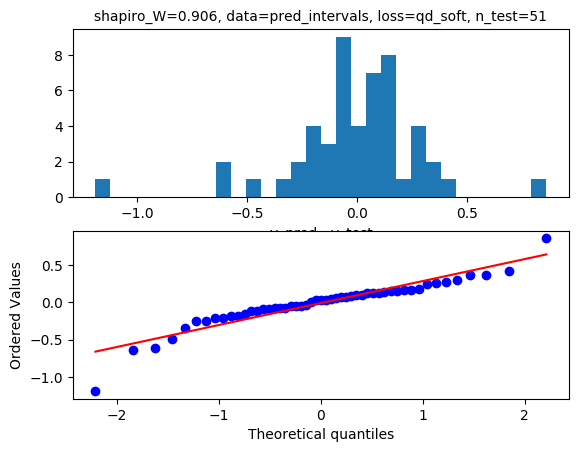 shapiro_W=0.906, data=pred_intervals, loss=qd_soft, n_test=51
8
6
4
2
0
−1.0 −0.5 0.0 0.5
Ordered Values
0.5
0.0
−0.5
−1.0
−2 −1 0 1 2
Theoretical quantiles